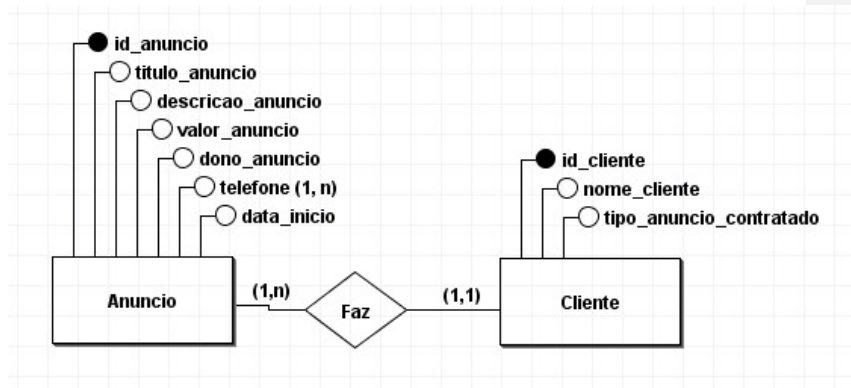 id_anuncio
titulo_anuncio
descricao_anuncio
valor_anuncio
dono_anuncio
telefone (1, n)
data_inicio
id_cliente
nome_cliente
tipo_anuncio_contratado
Anuncio
(1,n)
Faz
(1,1)
Cliente